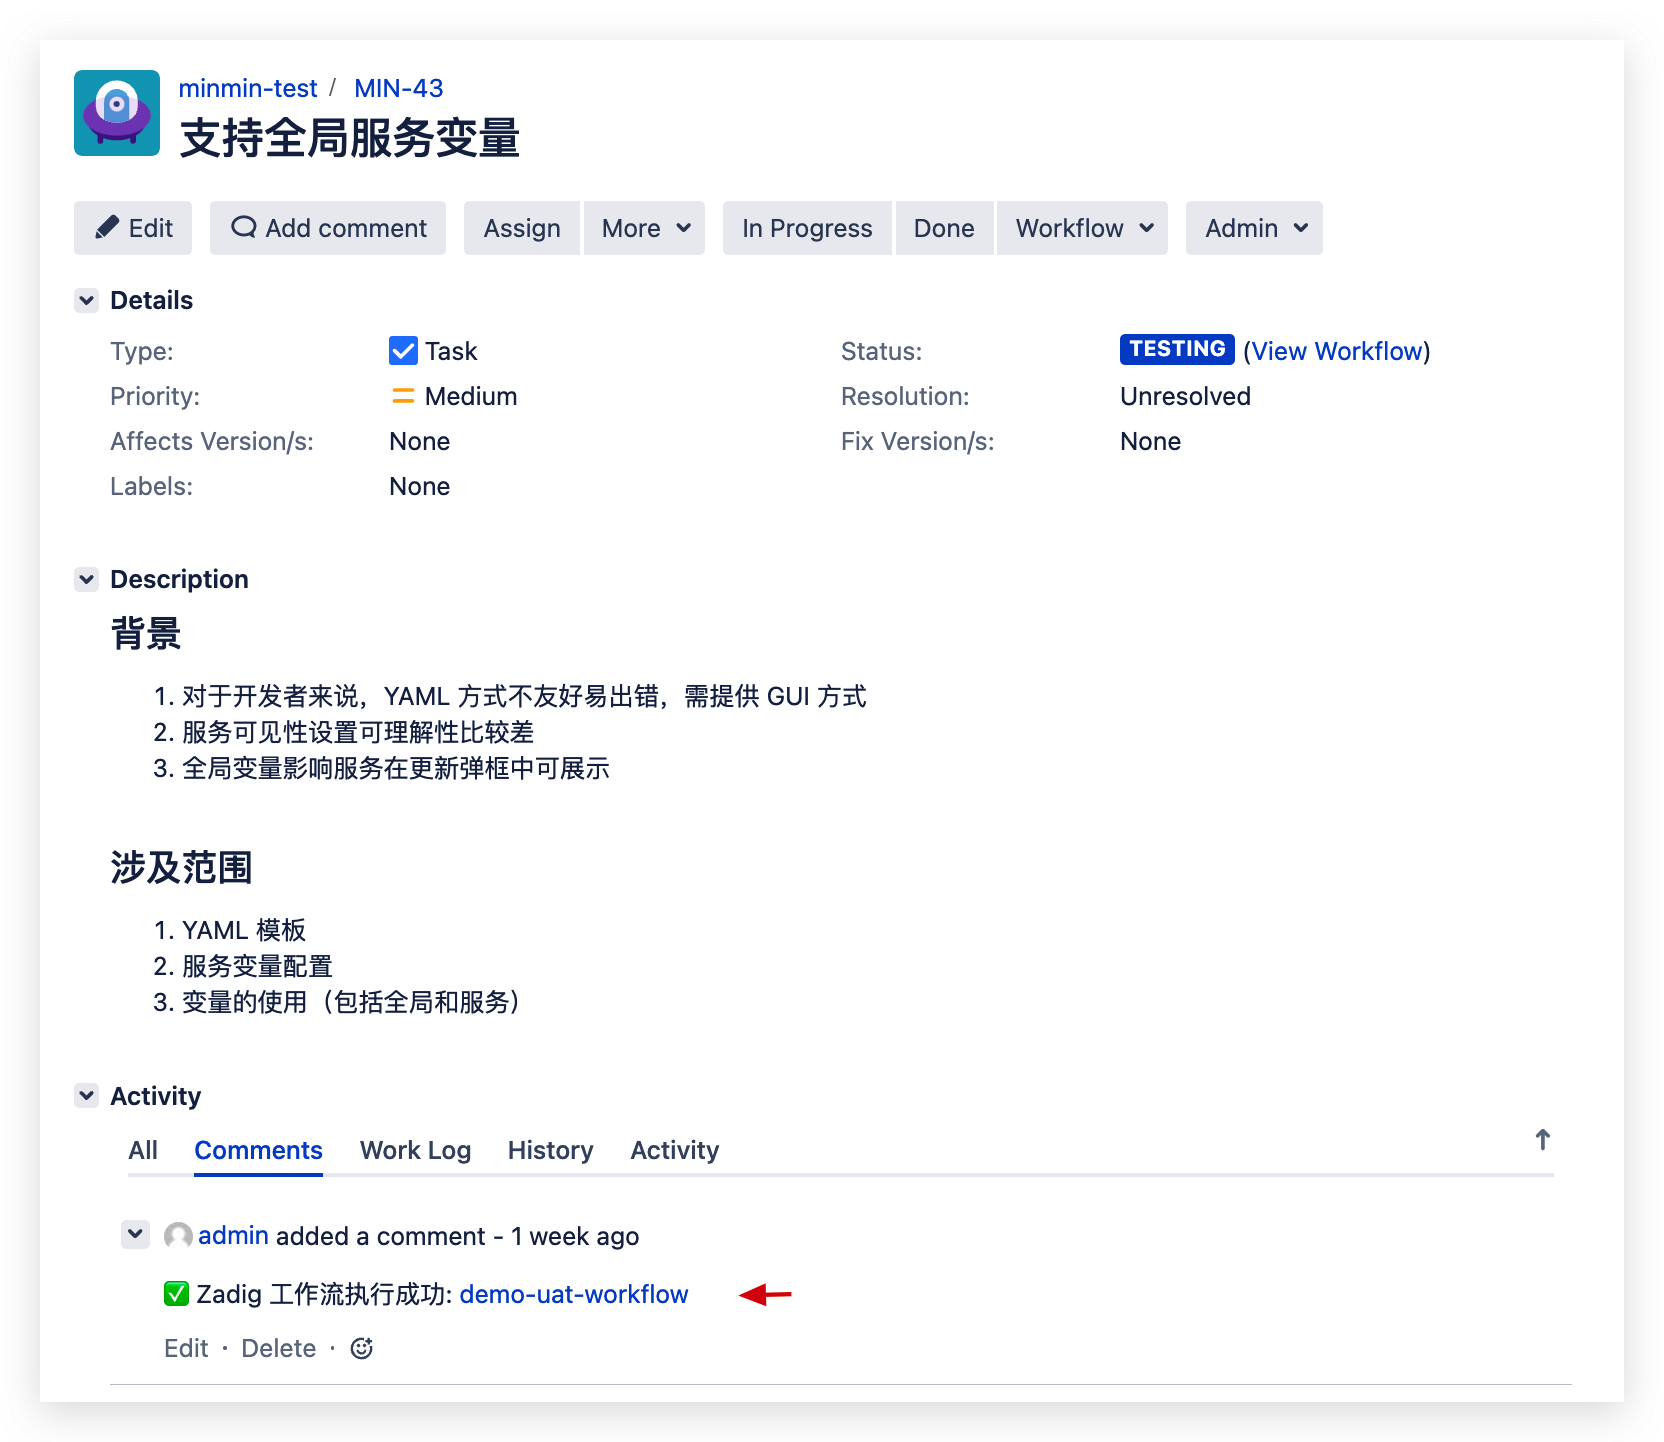 minmin-test / MIN-43
支持全局服务变量
Edit Add comment Assign More In Progress Done Workflow Admin
Details
Type: Task Status: TESTING (View Workflow)
Priority: Medium Resolution: Unresolved
Affects Version/s: None Fix Version/s: None
Labels: None
Description
背景
1. 对于开发者来说，YAML 方式不友好易出错，需提供 GUI 方式
2. 服务可见性设置可理解性比较差
3. 全局变量影响服务在更新弹框中可展示
涉及范围
1. YAML 模板
2. 服务变量配置
3. 变量的使用（包括全局和服务）
Activity
All Comments Work Log History Activity
admin added a comment - 1 week ago
✅ Zadig 工作流执行成功: demo-uat-workflow
Edit · Delete ·